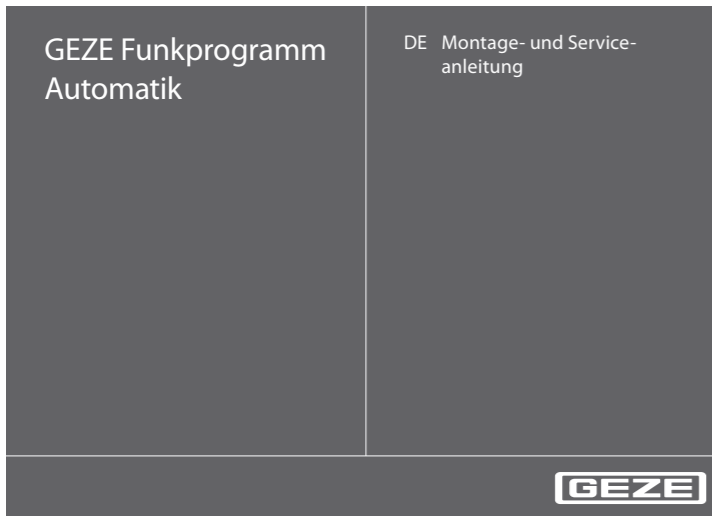 GEZE Funkprogramm
Automatik
DE Montage- und Service-
anleitung
GEZE